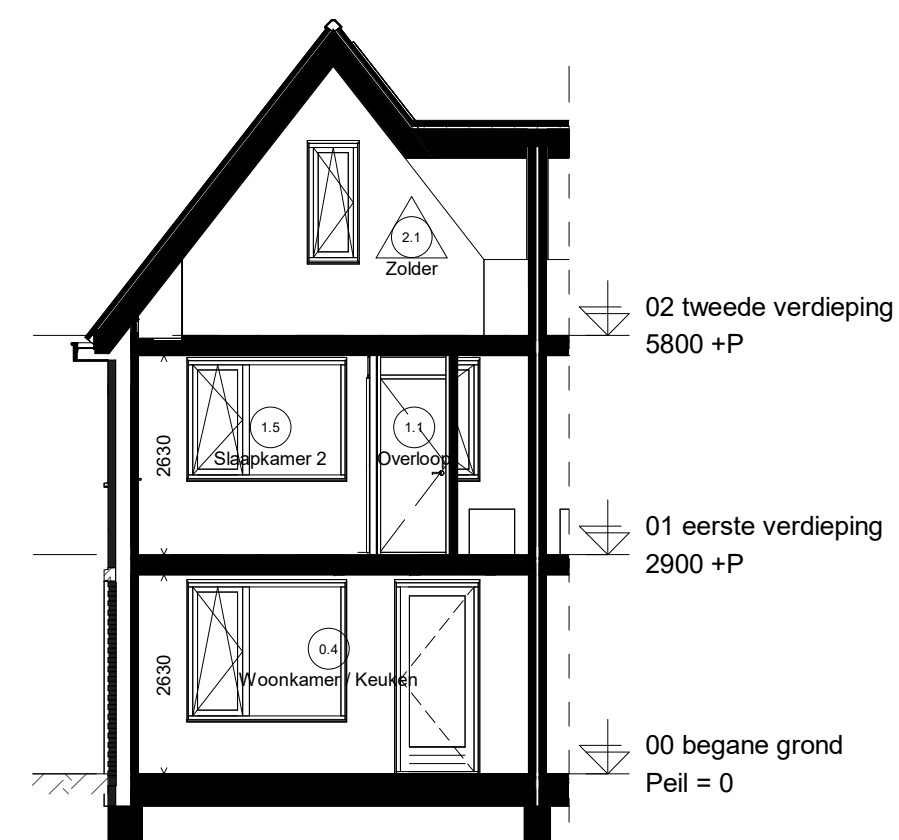 2.1
Zolder
02 tweede verdieping
5800 +P
1.5
1.1
Slaapkamer 2
Overloop
2630
01 eerste verdieping
2900 +P
0.4
Woonkamer / Keuken
2630
00 begane grond
Peil = 0